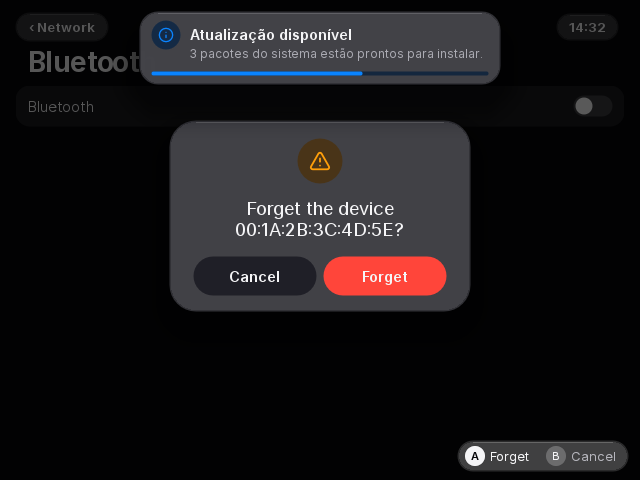 Network
14:32
Bluetoot
Atualização disponível
3 pacotes do sistema estão prontos para instalar.
Bluetooth
Forget the device
00:1A:2B:3C:4D:5E?
Cancel
Forget
A Forget
B Cancel